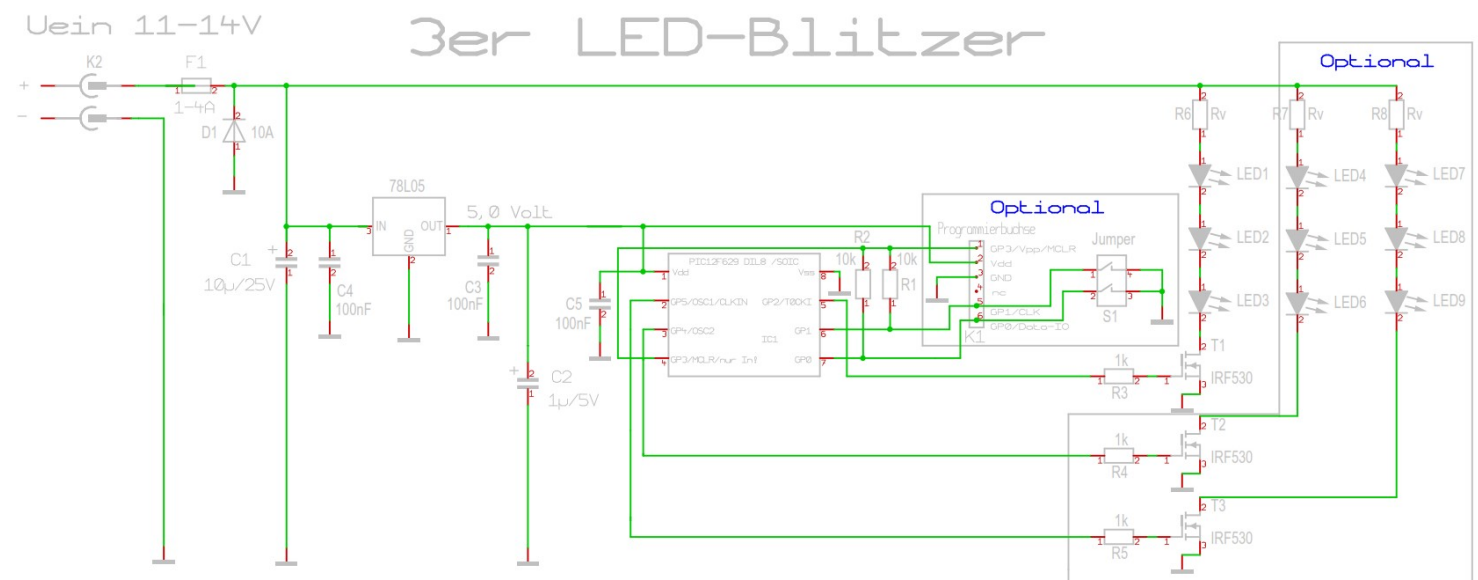 Uein 11-14V
3er LED-Blitzer
Optional
K2
F1
1-4A
+
-
D1 10A
R6 Rv
R7 Rv
R8 Rv
LED1
LED4
LED7
78L05
IN
OUT
GND
5,0 Volt
Optional
Programmierbuchse
Jumper
GP3/Vpp/MCLR
Vdd
GND
nc
GP1/CLK
GP0/Data-IO
K1
S1
LED2
LED5
LED8
C1
10µ/25V
C4
100nF
C3
100nF
C5
100nF
PIC12F629 DIL8 /SOIC
Vdd
Vss
GP5/OSC1/CLKIN
GP2/T0CKI
GP4/OSC2
GP1
IC1
GP3/MCLR/nur In!
GP0
R2
10k
10k
R1
LED3
LED6
LED9
C2
1µ/5V
T1
IRF530
1k
R3
T2
IRF530
1k
R4
T3
IRF530
1k
R5